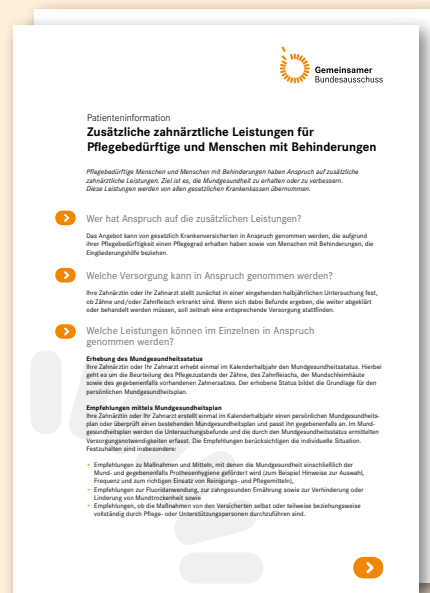 Gemeinsamer
Bundesausschuss
Patienteninformation
Zusätzliche zahnärztliche Leistungen für
Pflegebedürftige und Menschen mit Behinderungen
Pflegebedürftige Menschen und Menschen mit Behinderungen haben Anspruch auf zusätzliche
zahnärztliche Leistungen. Ziel ist es, die Mundgesundheit zu erhalten oder zu verbessern.
Diese Leistungen werden von allen gesetzlichen Krankenkassen übernommen.
Wer hat Anspruch auf die zusätzlichen Leistungen?
Das Angebot kann von gesetzlich Krankenversicherten in Anspruch genommen werden, die aufgrund
ihrer Pflegebedürftigkeit einen Pflegegrad erhalten haben sowie von Menschen mit Behinderungen, die
Eingliederungshilfe beziehen.
Welche Versorgung kann in Anspruch genommen werden?
Ihre Zahnärztin oder Ihr Zahnarzt stellt zunächst in einer eingehenden halbjährlichen Untersuchung fest,
ob Zähne und/oder Zahnfleisch erkrankt sind. Wenn sich dabei Befunde ergeben, die weiter abgeklärt
oder behandelt werden müssen, soll zeitnah eine entsprechende Versorgung stattfinden.
Welche Leistungen können im Einzelnen in Anspruch
genommen werden?
Erhebung des Mundgesundheitsstatus
Ihre Zahnärztin oder Ihr Zahnarzt erhebt einmal im Kalenderhalbjahr den Mundgesundheitsstatus. Hierbei
geht es um die Beurteilung des Pflegezustands der Zähne, des Zahnfleischs, der Mundschleimhäute
sowie des gegebenenfalls vorhandenen Zahnersatzes. Der erhobene Status bildet die Grundlage für den
persönlichen Mundgesundheitsplan.
Empfehlungen mittels Mundgesundheitsplan
Ihre Zahnärztin oder Ihr Zahnarzt erstellt einmal im Kalenderhalbjahr einen persönlichen Mundgesundheits-
plan oder überprüft einen bestehenden Mundgesundheitsplan und passt ihn gegebenenfalls an. Im Mund-
gesundheitsplan werden die Untersuchungsbefunde und die durch den Mundgesundheitsstatus ermittelten
Versorgungsnotwendigkeiten erfasst. Die Empfehlungen berücksichtigen die individuelle Situation.
Festzuhalten sind insbesondere:
• Empfehlungen zu Maßnahmen und Mitteln, mit denen die Mundgesundheit einschließlich der
Mund- und gegebenenfalls Prothesenhygiene gefördert wird (zum Beispiel Hinweise zur Auswahl,
Frequenz und zum richtigen Einsatz von Reinigungs- und Pflegemitteln),
• Empfehlungen zur Fluoridanwendung, zur zahngesunden Ernährung sowie zur Verhinderung oder
Linderung von Mundtrockenheit sowie
• Empfehlungen, ob die Maßnahmen von den Versicherten selbst oder teilweise beziehungsweise
vollständig durch Pflege- oder Unterstützungspersonen durchzuführen sind.